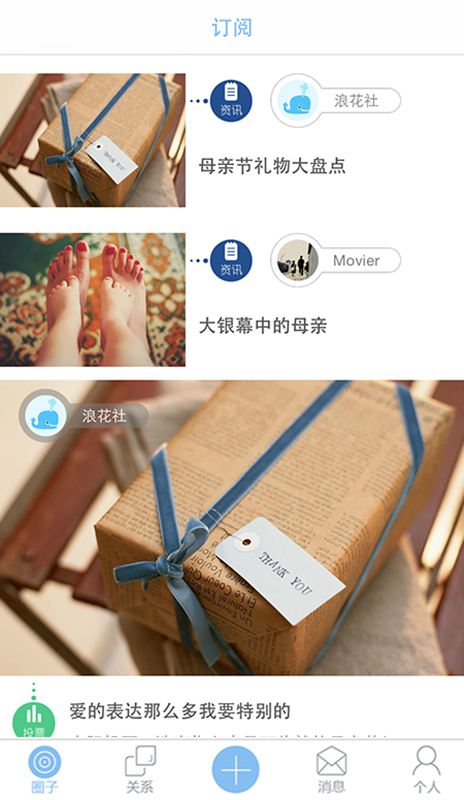 订阅
资讯
浪花社
THANK YOU
母亲节礼物大盘点
资讯
Movier
大银幕中的母亲
浪花社
THANK YOU
爱的表达那么多我要特别的
投票
圈子
关系
消息
个人